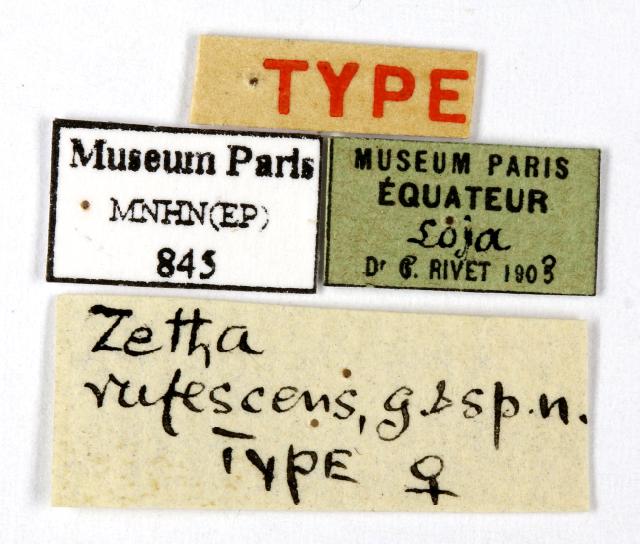 TYPE
Museum Paris
MNHN(EP)
845
MUSEUM PARIS
ÉQUATEUR
Loja
Dr G. RIVET 1903
Zetha
rufescens, g.&sp.n.
TYPE ♀